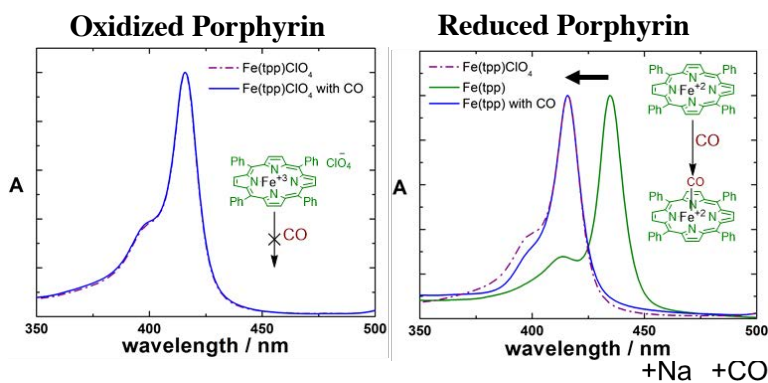 Oxidized Porphyrin
Fe(tpp)ClO₄
Fe(tpp)ClO₄ with CO
Ph Ph ClO₄⁻
N N Fe⁺³ N N
Ph Ph
CO
A
350 400 450 500
wavelength / nm
Reduced Porphyrin
Fe(tpp)ClO₄
Fe(tpp)
Fe(tpp) with CO
Ph Ph
N N Fe⁺² N N
Ph Ph
CO
CO
Ph Ph
N N Fe⁺² N N
Ph Ph
A
350 400 450 500
wavelength / nm
+Na +CO